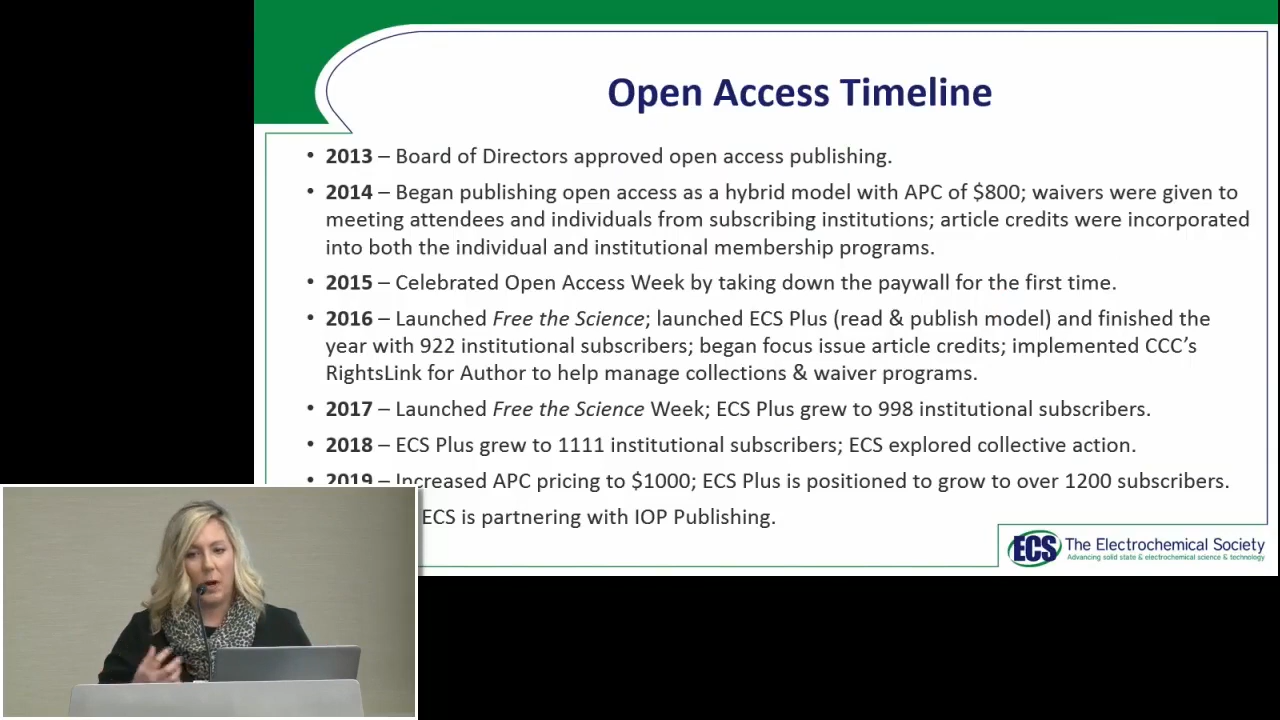 Open Access Timeline
• 2013 – Board of Directors approved open access publishing.
• 2014 – Began publishing open access as a hybrid model with APC of $800; waivers were given to
meeting attendees and individuals from subscribing institutions; article credits were incorporated
into both the individual and institutional membership programs.
• 2015 – Celebrated Open Access Week by taking down the paywall for the first time.
• 2016 – Launched Free the Science; launched ECS Plus (read & publish model) and finished the
year with 922 institutional subscribers; began focus issue article credits; implemented CCC's
RightsLink for Author to help manage collections & waiver programs.
• 2017 – Launched Free the Science Week; ECS Plus grew to 998 institutional subscribers.
• 2018 – ECS Plus grew to 1111 institutional subscribers; ECS explored collective action.
• 2019 – Increased APC pricing to $1000; ECS Plus is positioned to grow to over 1200 subscribers.
ECS is partnering with IOP Publishing.
ECS The Electrochemical Society
Advancing solid state & electrochemical science & technology